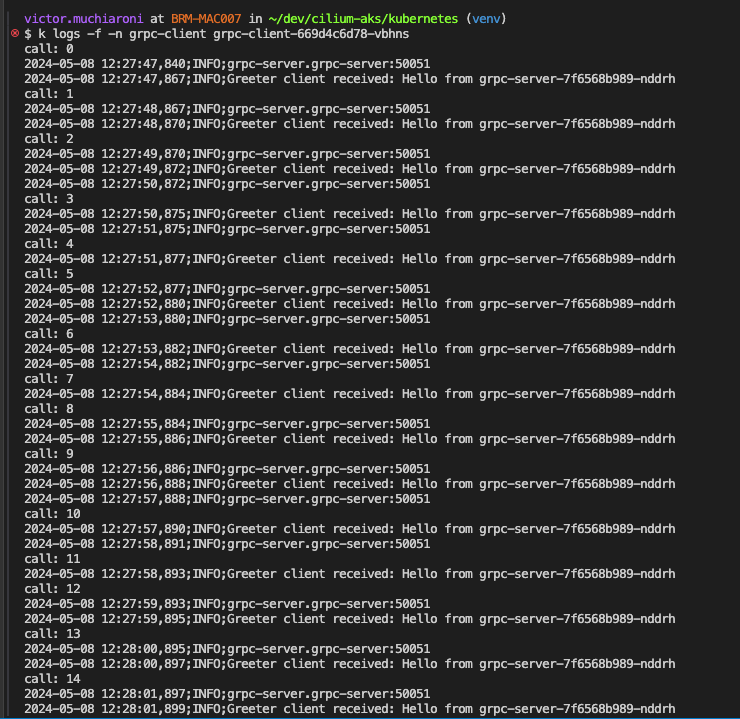 victor.muchiaroni at BRM-MAC007 in ~/dev/cilium-aks/kubernetes (venv)
$ k logs -f -n grpc-client grpc-client-669d4c6d78-vbhns
call: 0
2024-05-08 12:27:47,840;INFO;grpc-server.grpc-server:50051
2024-05-08 12:27:47,867;INFO;Greeter client received: Hello from grpc-server-7f6568b989-nddrh
call: 1
2024-05-08 12:27:48,867;INFO;grpc-server.grpc-server:50051
2024-05-08 12:27:48,870;INFO;Greeter client received: Hello from grpc-server-7f6568b989-nddrh
call: 2
2024-05-08 12:27:49,870;INFO;grpc-server.grpc-server:50051
2024-05-08 12:27:49,872;INFO;Greeter client received: Hello from grpc-server-7f6568b989-nddrh
2024-05-08 12:27:50,872;INFO;grpc-server.grpc-server:50051
call: 3
2024-05-08 12:27:50,875;INFO;Greeter client received: Hello from grpc-server-7f6568b989-nddrh
2024-05-08 12:27:51,875;INFO;grpc-server.grpc-server:50051
call: 4
2024-05-08 12:27:51,877;INFO;Greeter client received: Hello from grpc-server-7f6568b989-nddrh
call: 5
2024-05-08 12:27:52,877;INFO;grpc-server.grpc-server:50051
2024-05-08 12:27:52,880;INFO;Greeter client received: Hello from grpc-server-7f6568b989-nddrh
2024-05-08 12:27:53,880;INFO;grpc-server.grpc-server:50051
call: 6
2024-05-08 12:27:53,882;INFO;Greeter client received: Hello from grpc-server-7f6568b989-nddrh
2024-05-08 12:27:54,882;INFO;grpc-server.grpc-server:50051
call: 7
2024-05-08 12:27:54,884;INFO;Greeter client received: Hello from grpc-server-7f6568b989-nddrh
call: 8
2024-05-08 12:27:55,884;INFO;grpc-server.grpc-server:50051
2024-05-08 12:27:55,886;INFO;Greeter client received: Hello from grpc-server-7f6568b989-nddrh
call: 9
2024-05-08 12:27:56,886;INFO;grpc-server.grpc-server:50051
2024-05-08 12:27:56,888;INFO;Greeter client received: Hello from grpc-server-7f6568b989-nddrh
2024-05-08 12:27:57,888;INFO;grpc-server.grpc-server:50051
call: 10
2024-05-08 12:27:57,890;INFO;Greeter client received: Hello from grpc-server-7f6568b989-nddrh
2024-05-08 12:27:58,891;INFO;grpc-server.grpc-server:50051
call: 11
2024-05-08 12:27:58,893;INFO;Greeter client received: Hello from grpc-server-7f6568b989-nddrh
call: 12
2024-05-08 12:27:59,893;INFO;grpc-server.grpc-server:50051
2024-05-08 12:27:59,895;INFO;Greeter client received: Hello from grpc-server-7f6568b989-nddrh
call: 13
2024-05-08 12:28:00,895;INFO;grpc-server.grpc-server:50051
2024-05-08 12:28:00,897;INFO;Greeter client received: Hello from grpc-server-7f6568b989-nddrh
call: 14
2024-05-08 12:28:01,897;INFO;grpc-server.grpc-server:50051
2024-05-08 12:28:01,899;INFO;Greeter client received: Hello from grpc-server-7f6568b989-nddrh